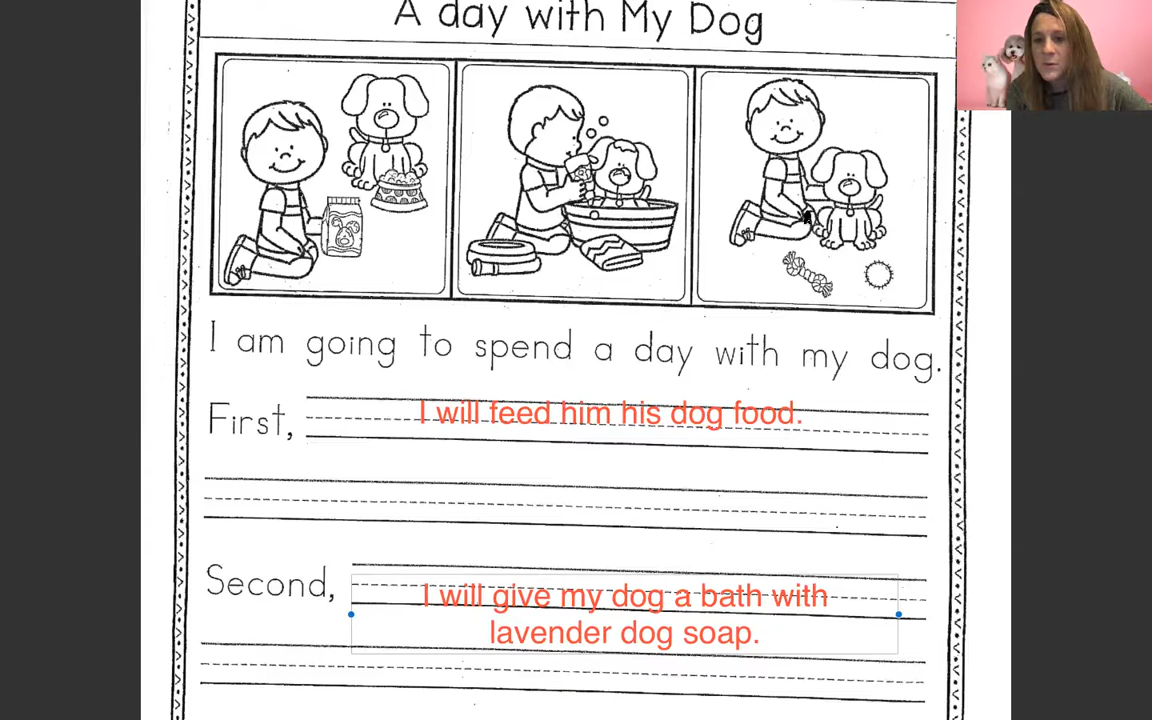 A day with My Dog
I am going to spend a day with my dog.
First, I will feed him his dog food.
Second, I will give my dog a bath with
lavender dog soap.